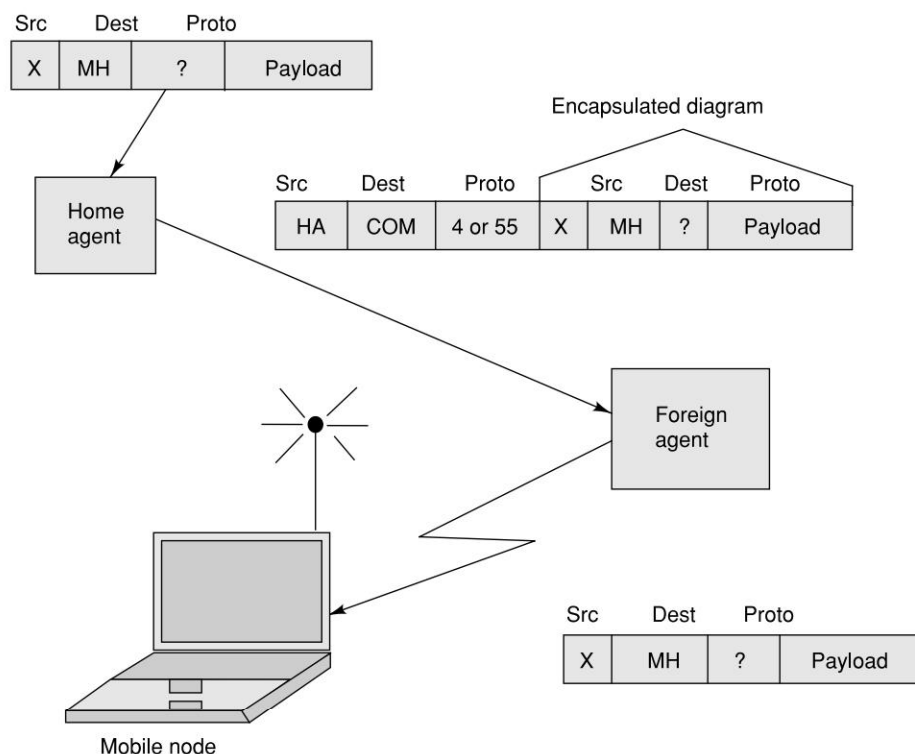 Src Dest Proto
X MH ? Payload
Encapsulated diagram
Src Dest Proto Src Dest Proto
HA COM 4 or 55 X MH ? Payload
Home
agent
Foreign
agent
Src Dest Proto
X MH ? Payload
Mobile node